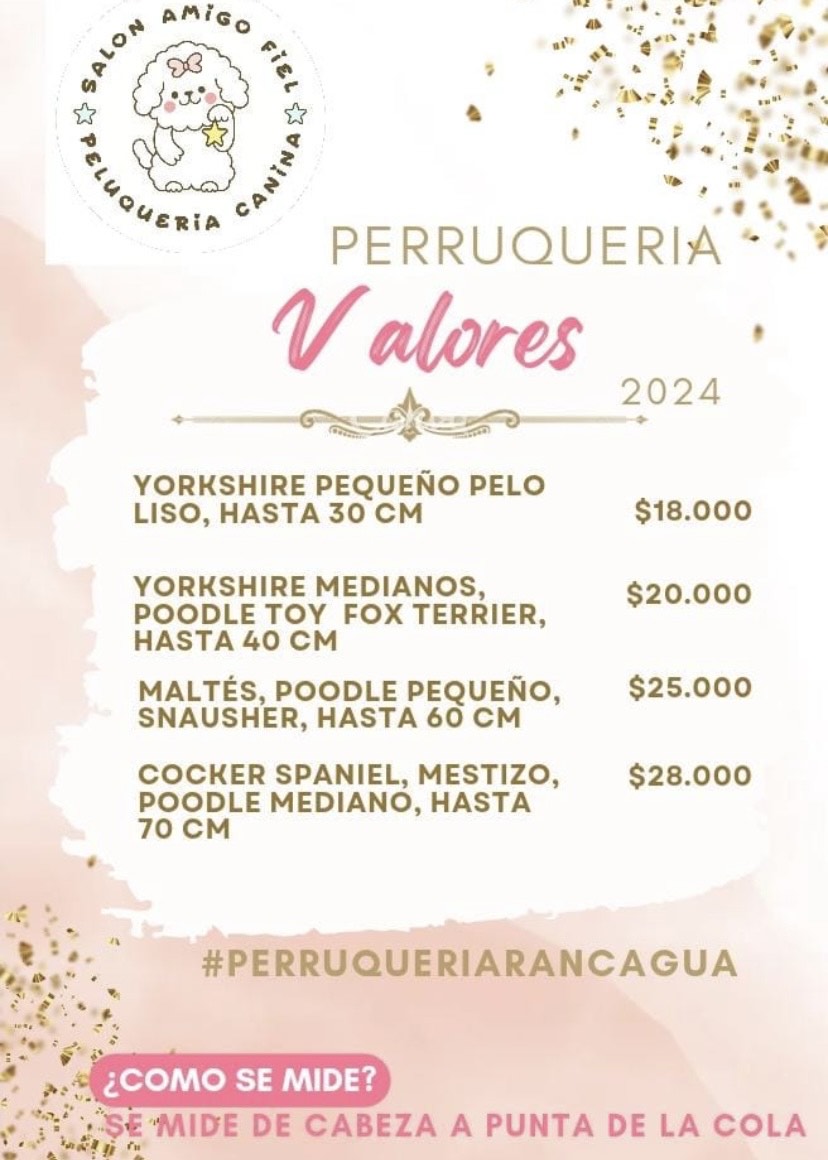 SALON AMIGO FIEL
PELUQUERIA CANINA
PERRUQUERIA
Valores
2024
YORKSHIRE PEQUEÑO PELO
LISO, HASTA 30 CM
$18.000
YORKSHIRE MEDIANOS,
POODLE TOY FOX TERRIER,
HASTA 40 CM
$20.000
MALTÉS, POODLE PEQUEÑO,
SNAUSHER, HASTA 60 CM
$25.000
COCKER SPANIEL, MESTIZO,
POODLE MEDIANO, HASTA
70 CM
$28.000
#PERRUQUERIARANCAGUA
¿COMO SE MIDE?
SE MIDE DE CABEZA A PUNTA DE LA COLA